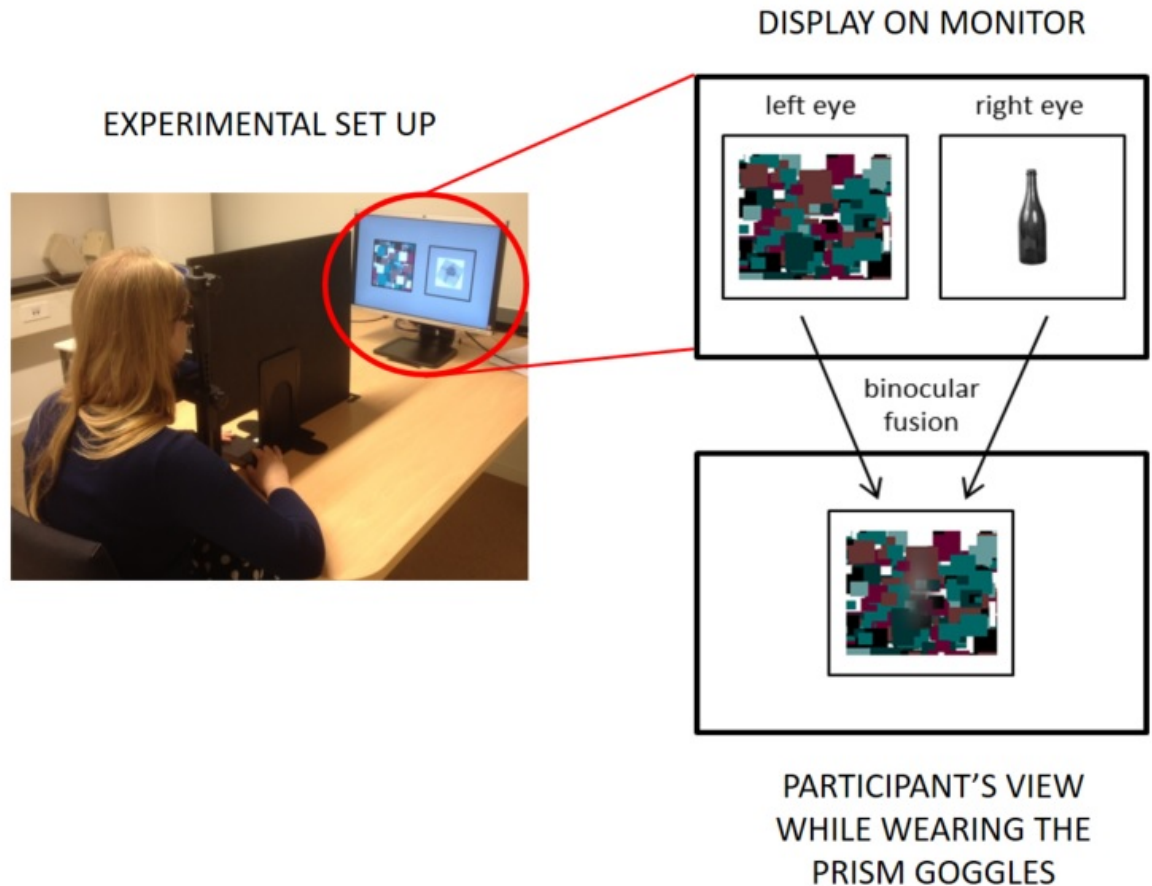 DISPLAY ON MONITOR
EXPERIMENTAL SET UP
left eye
right eye
binocular
fusion
PARTICIPANT'S VIEW
WHILE WEARING THE
PRISM GOGGLES